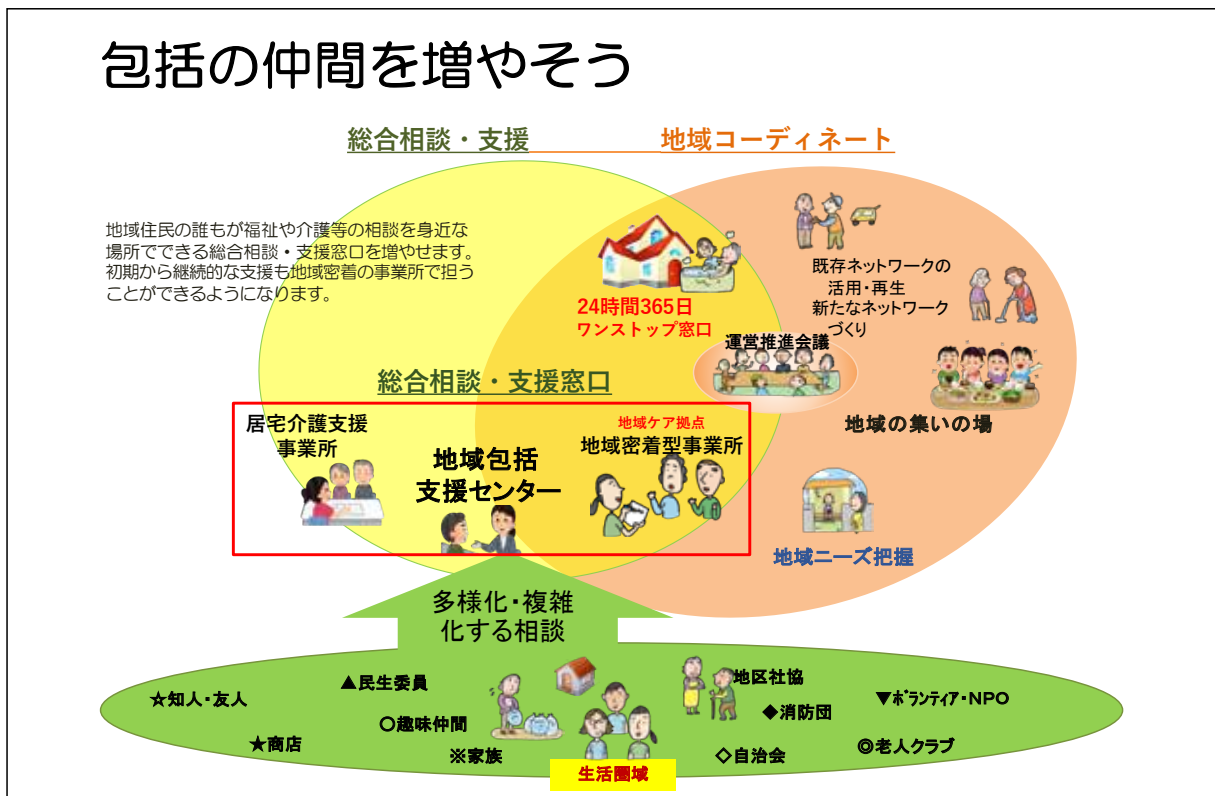 包括の仲間を増やそう
総合相談・支援
地域コーディネート
地域住民の誰もが福祉や介護等の相談を身近な
場所でできる総合相談・支援窓口を増やせます。
初期から継続的な支援も地域密着の事業所で担う
ことができるようになります。
24時間365日
ワンストップ窓口
既存ネットワークの
活用・再生
新たなネットワーク
づくり
運営推進会議
地域の集いの場
総合相談・支援窓口
居宅介護支援
事業所
地域包括
支援センター
地域ケア拠点
地域密着型事業所
地域ニーズ把握
多様化・複雑
化する相談
☆知人・友人
▲民生委員
○趣味仲間
★商店
※家族
生活圏域
地区社協
◆消防団
▼ボランティア・NPO
◇自治会
◎老人クラブ